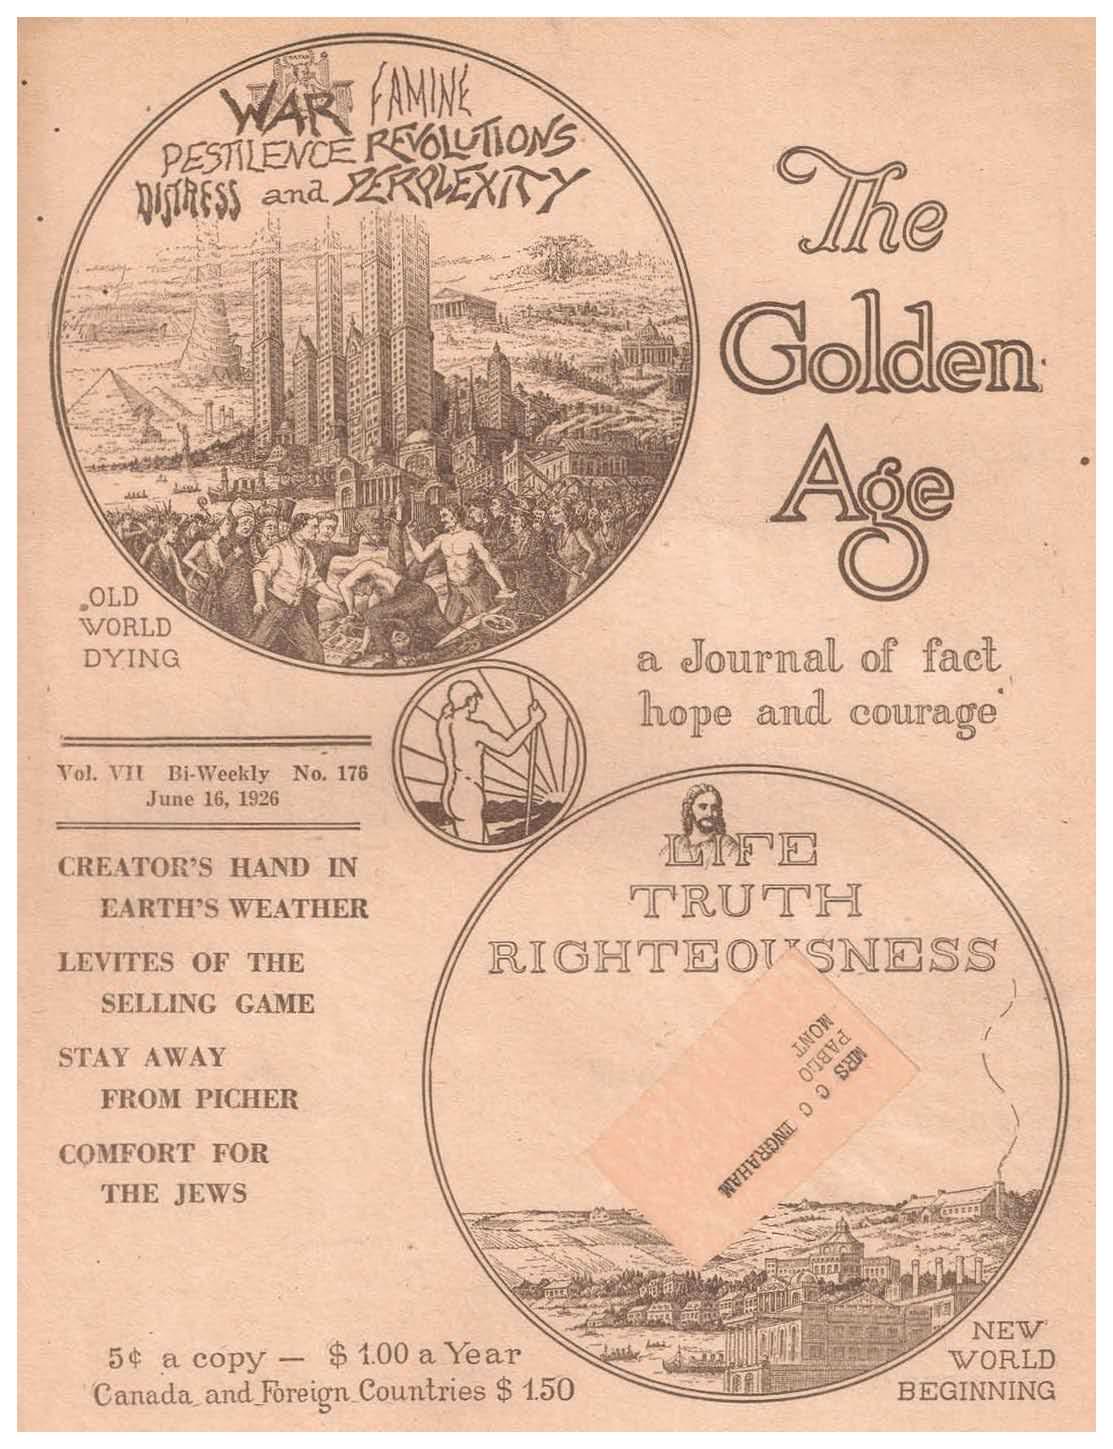 SATAN
WAR FAMINE
PESTILENCE REVOLUTIONS
DISTRESS and PERPLEXITY
The
Golden
Age
OLD
WORLD
DYING
a Journal of fact
hope and courage
Vol. VII Bi-Weekly No. 176
June 16, 1926
CREATOR'S HAND IN
EARTH'S WEATHER
LEVITES OF THE
SELLING GAME
STAY AWAY
FROM PICHER
COMFORT FOR
THE JEWS
LIFE
TRUTH
RIGHTEOUSNESS
MRS C C INGRAHAM
PABLO
MONT
5¢ a copy — $ 1.00 a Year
Canada and Foreign Countries $ 1.50
NEW
WORLD
BEGINNING